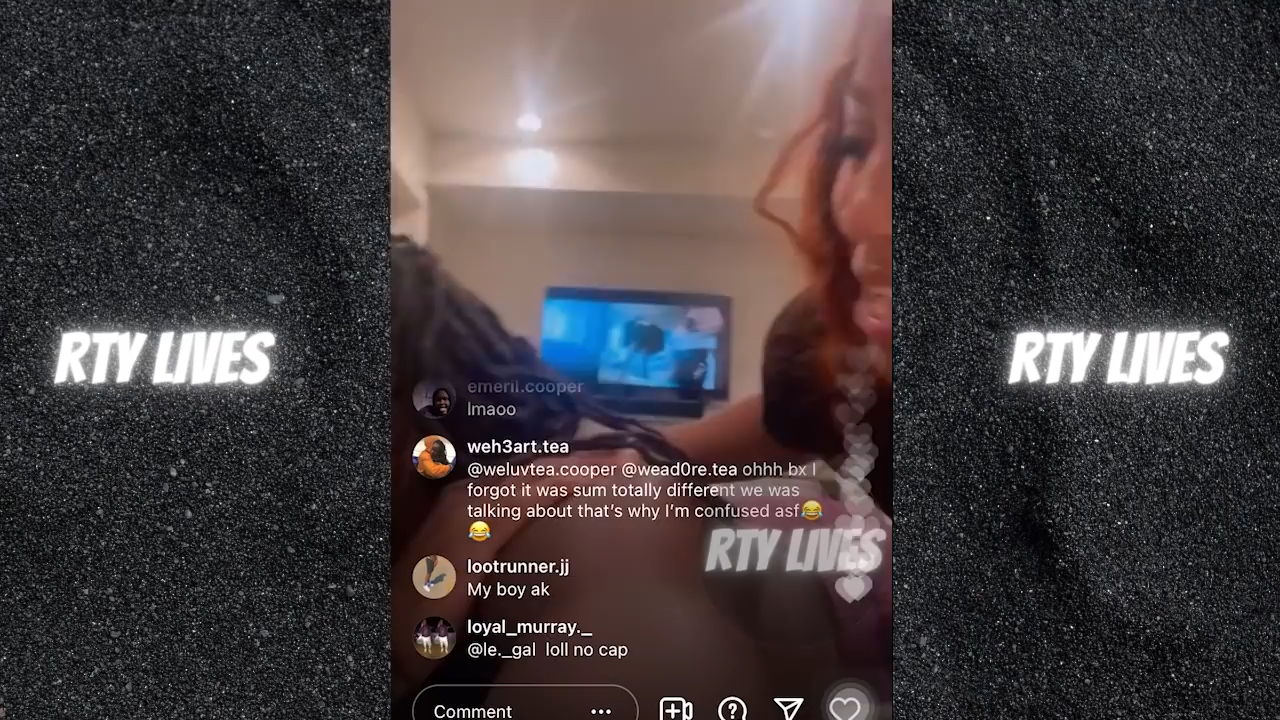 RTY LIVES
RTY LIVES
emeril.cooper
lmaoo
weh3art.tea
@weluvtea.cooper @wead0re.tea ohhh bx I
forgot it was sum totally different we was
talking about that's why I'm confused asf😂
😂
RTY LIVES
lootrunner.jj
My boy ak
loyal_murray._
@le._gal loll no cap
Comment